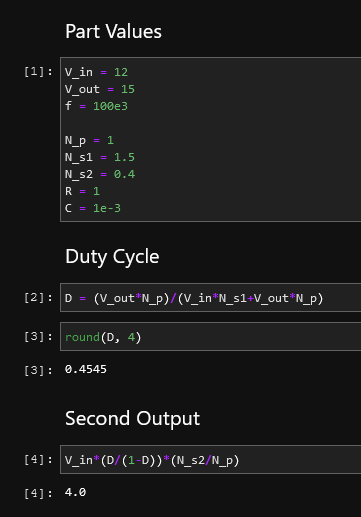 Part Values
[1]: V_in = 12
V_out = 15
f = 100e3
N_p = 1
N_s1 = 1.5
N_s2 = 0.4
R = 1
C = 1e-3
Duty Cycle
[2]: D = (V_out*N_p)/(V_in*N_s1+V_out*N_p)
[3]: round(D, 4)
[3]: 0.4545
Second Output
[4]: V_in*(D/(1-D))*(N_s2/N_p)
[4]: 4.0